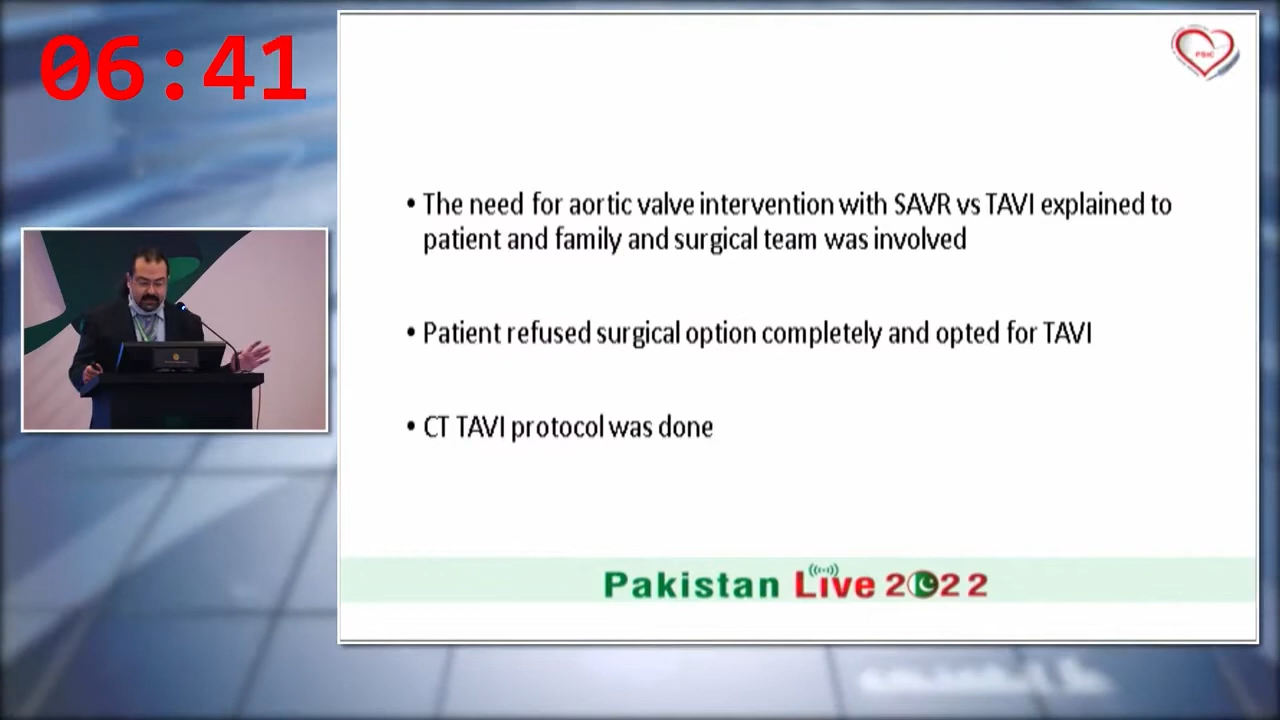 06:41
PSIC
• The need for aortic valve intervention with SAVR vs TAVI explained to
patient and family and surgical team was involved
• Patient refused surgical option completely and opted for TAVI
• CT TAVI protocol was done
Pakistan Live 2022